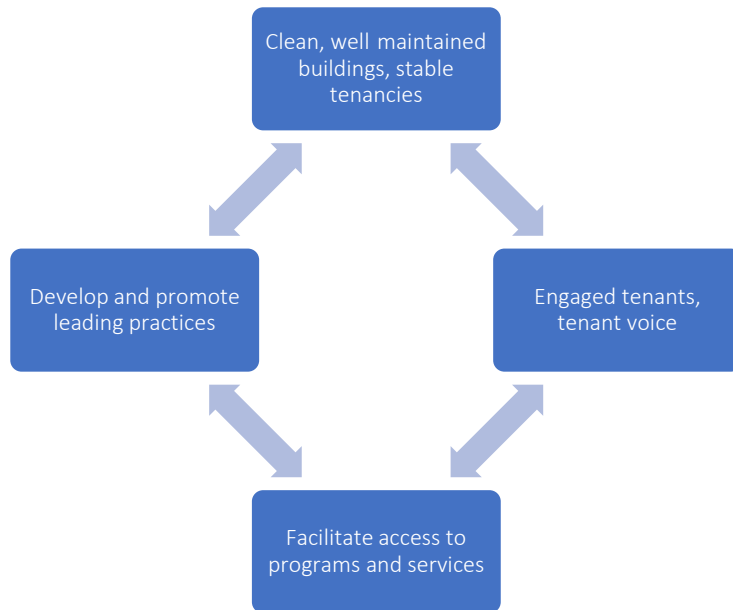 Clean, well maintained
buildings, stable
tenancies
Develop and promote
leading practices
Engaged tenants,
tenant voice
Facilitate access to
programs and services